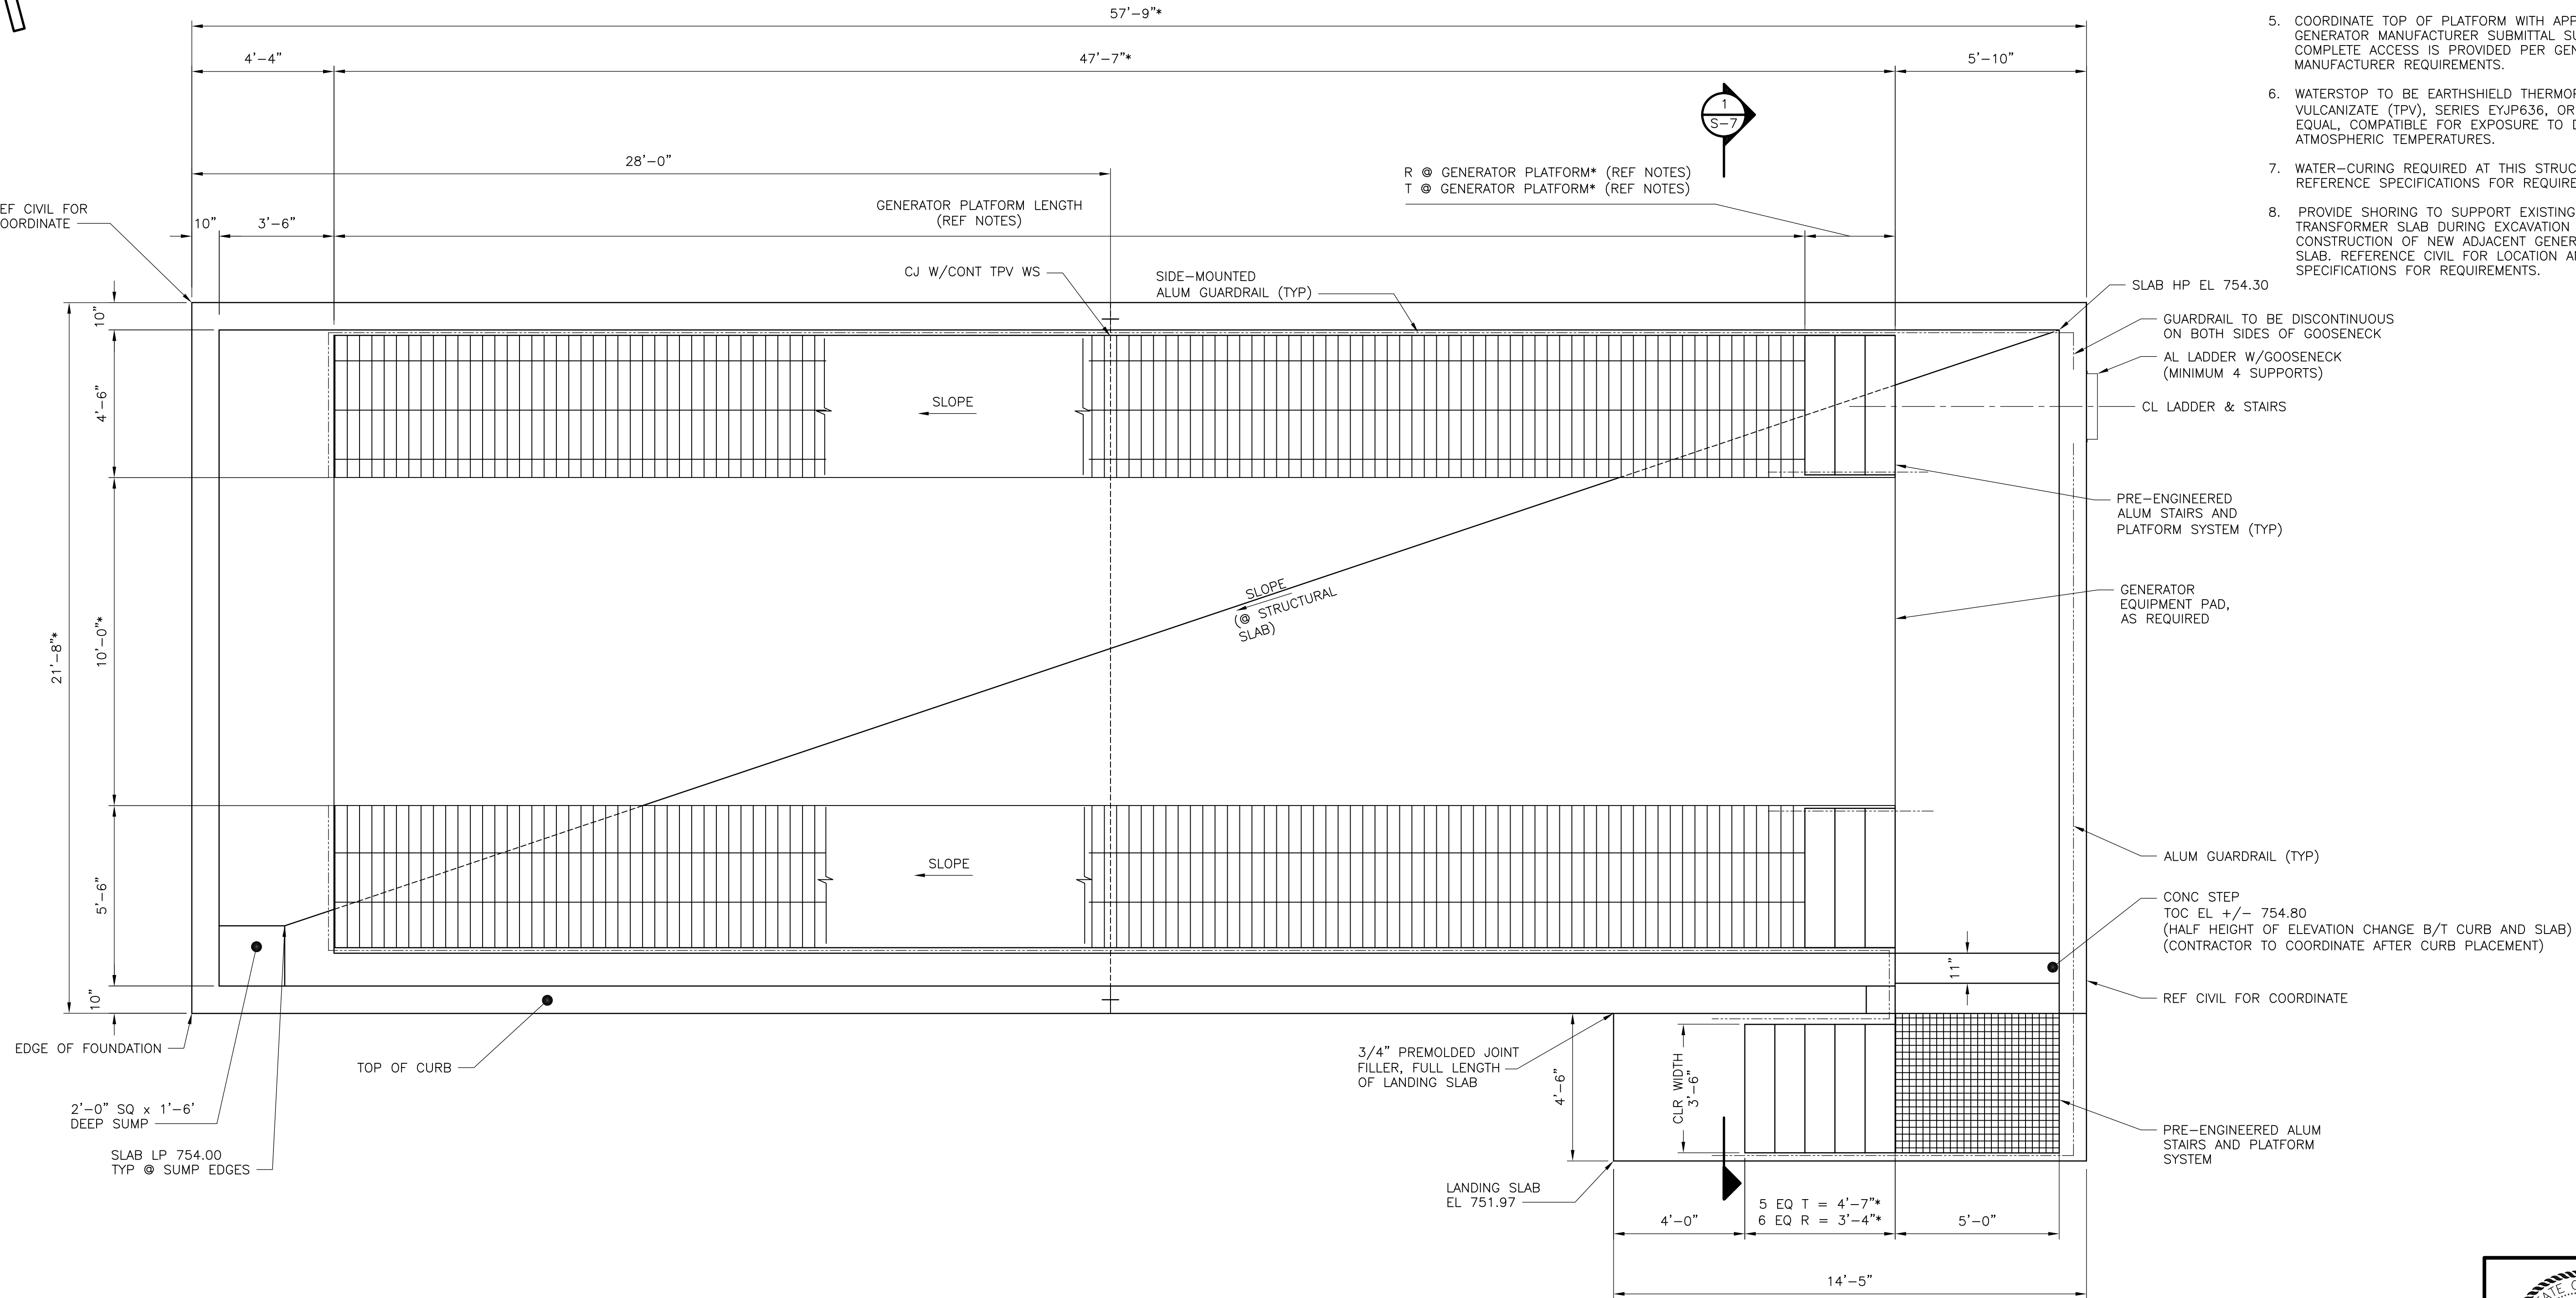 57'-9"*
4'-4"
47'-7"*
5'-10"
1
S-7
28'-0"
R @ GENERATOR PLATFORM* (REF NOTES)
T @ GENERATOR PLATFORM* (REF NOTES)
GENERATOR PLATFORM LENGTH
(REF NOTES)
EF CIVIL FOR
OORDINATE
10"
3'-6"
CJ W/CONT TPV WS
SIDE-MOUNTED
ALUM GUARDRAIL (TYP)
5. COORDINATE TOP OF PLATFORM WITH APP
GENERATOR MANUFACTURER SUBMITTAL SU
COMPLETE ACCESS IS PROVIDED PER GEN
MANUFACTURER REQUIREMENTS.
6. WATERSTOP TO BE EARTHSHIELD THERMOP
VULCANIZATE (TPV), SERIES EYJP636, OR
EQUAL, COMPATIBLE FOR EXPOSURE TO D
ATMOSPHERIC TEMPERATURES.
7. WATER-CURING REQUIRED AT THIS STRUC
REFERENCE SPECIFICATIONS FOR REQUIRE
8. PROVIDE SHORING TO SUPPORT EXISTING
TRANSFORMER SLAB DURING EXCAVATION
CONSTRUCTION OF NEW ADJACENT GENER
SLAB. REFERENCE CIVIL FOR LOCATION A
SPECIFICATIONS FOR REQUIREMENTS.
SLAB HP EL 754.30
GUARDRAIL TO BE DISCONTINUOUS
ON BOTH SIDES OF GOOSENECK
AL LADDER W/GOOSENECK
(MINIMUM 4 SUPPORTS)
CL LADDER & STAIRS
10"
4'-6"
SLOPE
PRE-ENGINEERED
ALUM STAIRS AND
PLATFORM SYSTEM (TYP)
21'-8"*
10'-0"*
SLOPE
(@ STRUCTURAL
SLAB)
GENERATOR
EQUIPMENT PAD,
AS REQUIRED
5'-6"
SLOPE
ALUM GUARDRAIL (TYP)
CONC STEP
TOC EL +/- 754.80
(HALF HEIGHT OF ELEVATION CHANGE B/T CURB AND SLAB)
(CONTRACTOR TO COORDINATE AFTER CURB PLACEMENT)
11"
10"
REF CIVIL FOR COORDINATE
EDGE OF FOUNDATION
TOP OF CURB
3/4" PREMOLDED JOINT
FILLER, FULL LENGTH
OF LANDING SLAB
4'-6"
CLR WIDTH
3'-6"
2'-0" SQ x 1'-6'
DEEP SUMP
SLAB LP 754.00
TYP @ SUMP EDGES
PRE-ENGINEERED ALUM
STAIRS AND PLATFORM
SYSTEM
LANDING SLAB
EL 751.97
4'-0"
5 EQ T = 4'-7"*
6 EQ R = 3'-4"*
5'-0"
14'-5"